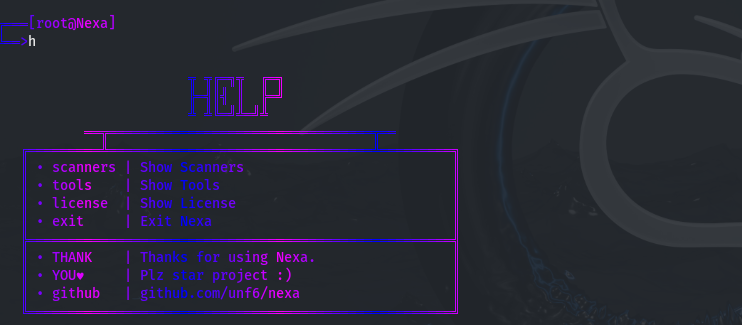 [root@Nexa]
>h
HELP
• scanners | Show Scanners
• tools | Show Tools
• license | Show License
• exit | Exit Nexa
• THANK | Thanks for using Nexa.
• YOU♥ | Plz star project :)
• github | github.com/unf6/nexa